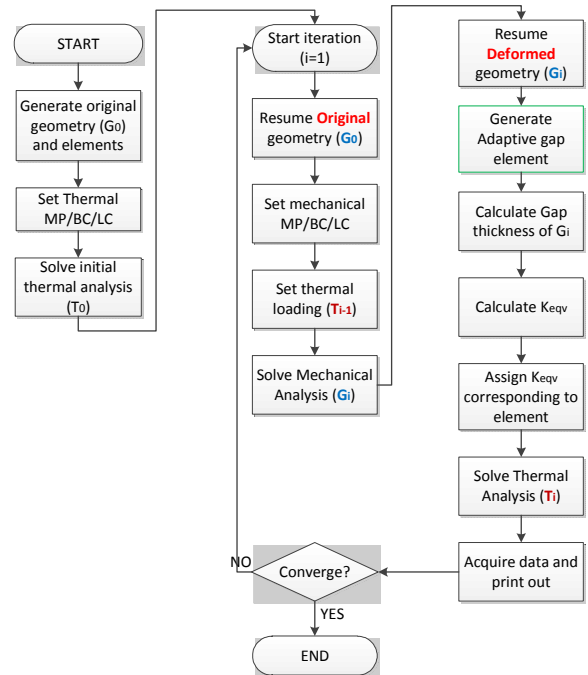 START
Generate original
geometry (G0)
and elements
Set Thermal
MP/BC/LC
Solve initial
thermal analysis
(T0)
Start iteration
(i=1)
Resume Original
geometry (G0)
Set mechanical
MP/BC/LC
Set thermal
loading (Ti-1)
Solve Mechanical
Analysis (Gi)
Resume
Deformed
geometry (Gi)
Generate
Adaptive gap
element
Calculate Gap
thickness of Gi
Calculate Keqv
Assign Keqv
corresponding to
element
Solve Thermal
Analysis (Ti)
Acquire data and
print out
Converge?
NO
YES
END